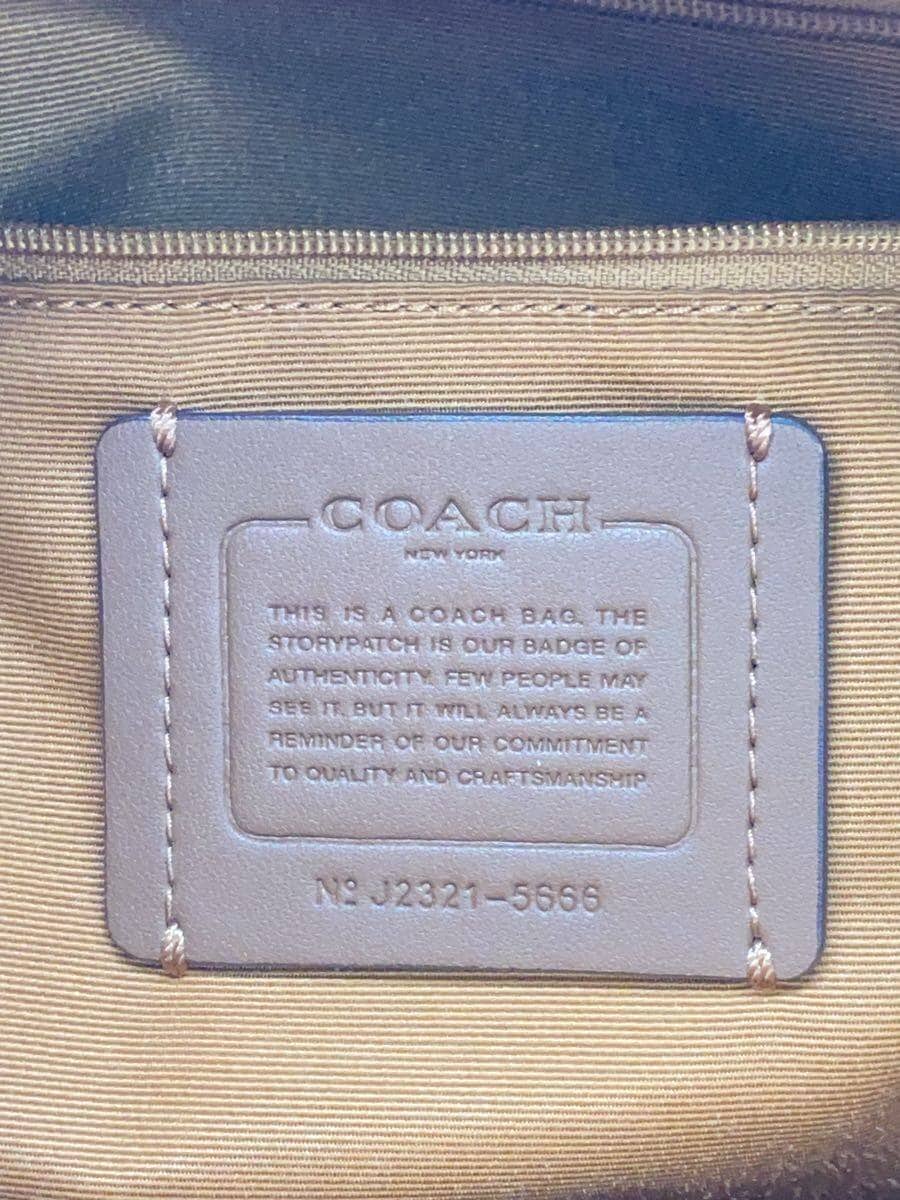 COACH
NEW YORK
THIS IS A COACH BAG. THE
STORYPATCH IS OUR BADGE OF
AUTHENTICITY. FEW PEOPLE MAY
SEE IT, BUT IT WILL ALWAYS BE A
REMINDER OF OUR COMMITMENT
TO QUALITY AND CRAFTSMANSHIP.
Nº J2321-5666